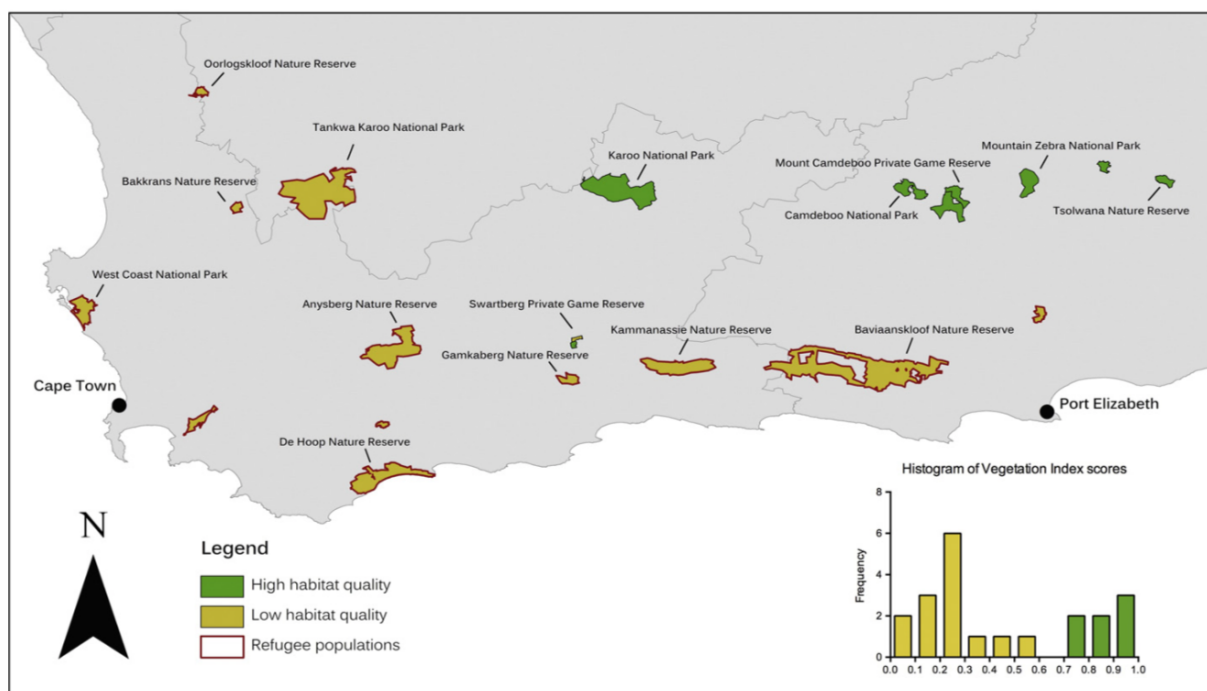 Oorlogskloof Nature Reserve
Tankwa Karoo National Park
Karoo National Park
Mountain Zebra National Park
Mount Camdeboo Private Game Reserve
Bakkrans Nature Reserve
Camdeboo National Park
Tsolwana Nature Reserve
West Coast National Park
Anysberg Nature Reserve
Swartberg Private Game Reserve
Kammanassie Nature Reserve
Baviaanskloof Nature Reserve
Gamkaberg Nature Reserve
Cape Town
Port Elizabeth
De Hoop Nature Reserve
N
Legend
High habitat quality
Low habitat quality
Refugee populations
Histogram of Vegetation Index scores
Frequency
8
6
4
2
0
0.0 0.1 0.2 0.3 0.4 0.5 0.6 0.7 0.8 0.9 1.0